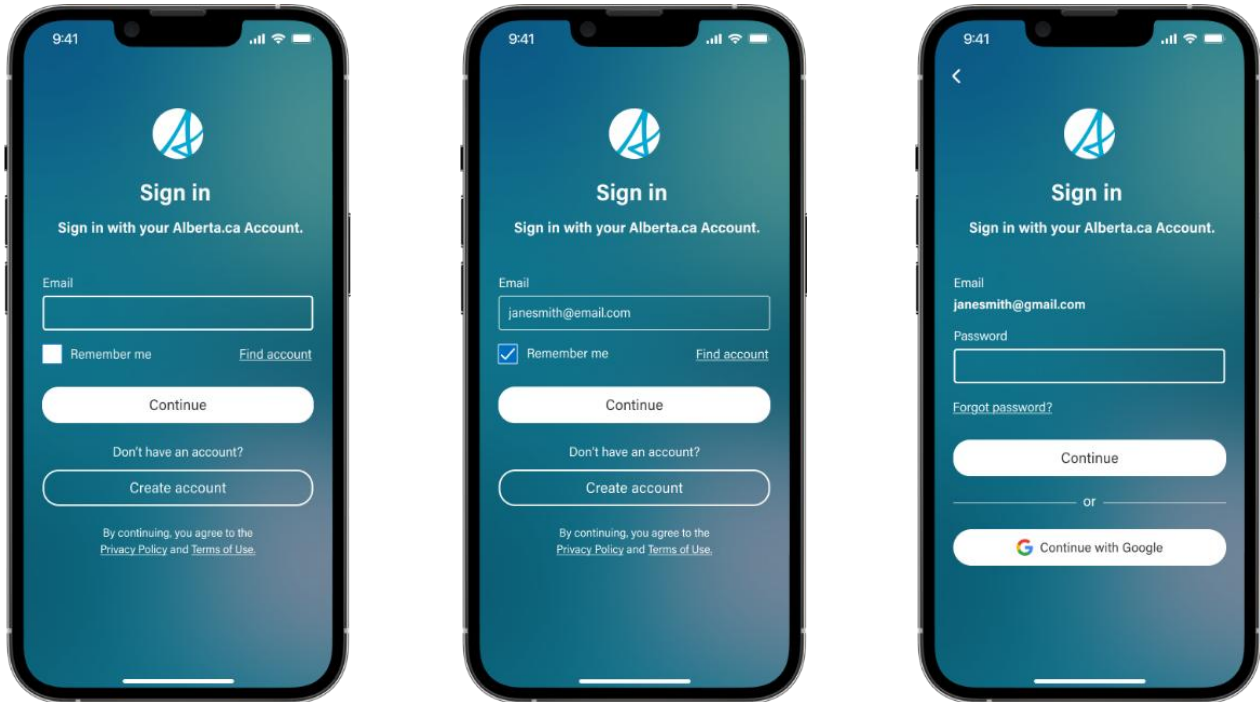 9:41
Sign in
Sign in with your Alberta.ca Account.
Email
Remember me Find account
Continue
Don't have an account?
Create account
By continuing, you agree to the
Privacy Policy and Terms of Use.
9:41
Sign in
Sign in with your Alberta.ca Account.
Email
janesmith@email.com
Remember me Find account
Continue
Don't have an account?
Create account
By continuing, you agree to the
Privacy Policy and Terms of Use.
9:41
Sign in
Sign in with your Alberta.ca Account.
Email
janesmith@gmail.com
Password
Forgot password?
Continue
or
Continue with Google